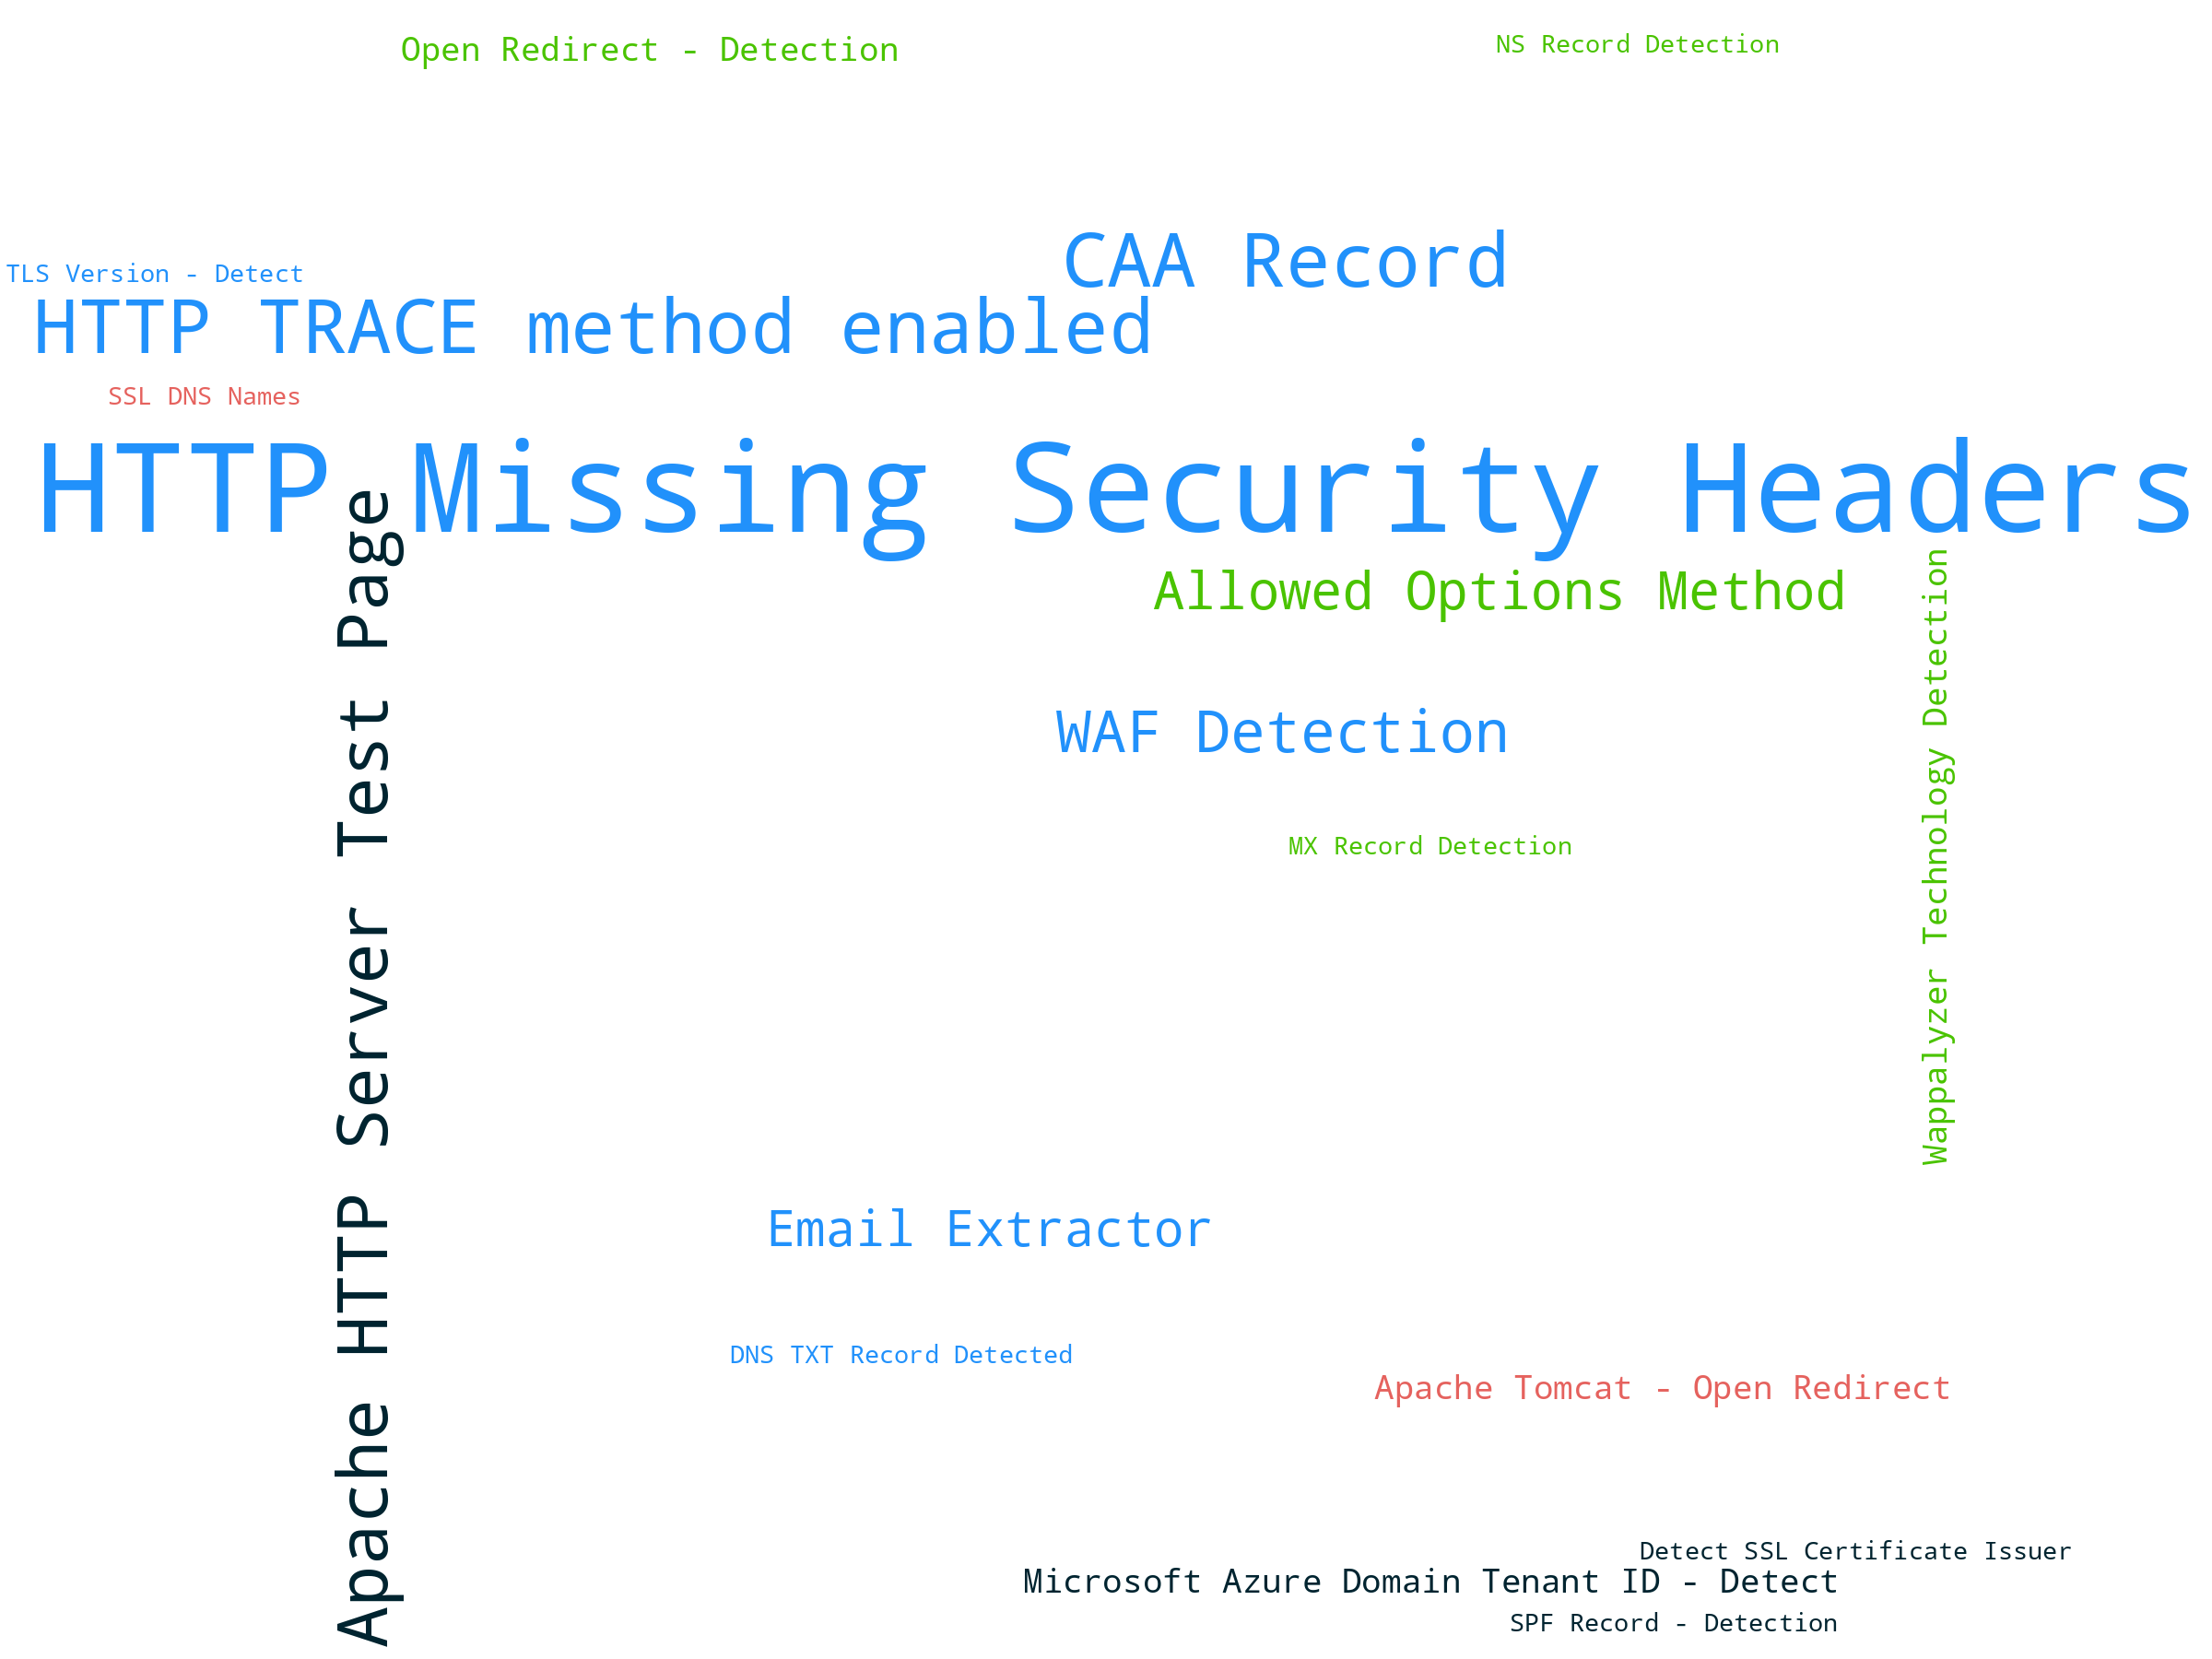 Open Redirect - Detection
NS Record Detection
CAA Record
TLS Version - Detect
HTTP TRACE method enabled
SSL DNS Names
HTTP Missing Security Headers
Apache HTTP Server Test Page
Allowed Options Method
Wappalyzer Technology Detection
WAF Detection
MX Record Detection
Email Extractor
DNS TXT Record Detected
Apache Tomcat - Open Redirect
Detect SSL Certificate Issuer
Microsoft Azure Domain Tenant ID - Detect
SPF Record - Detection